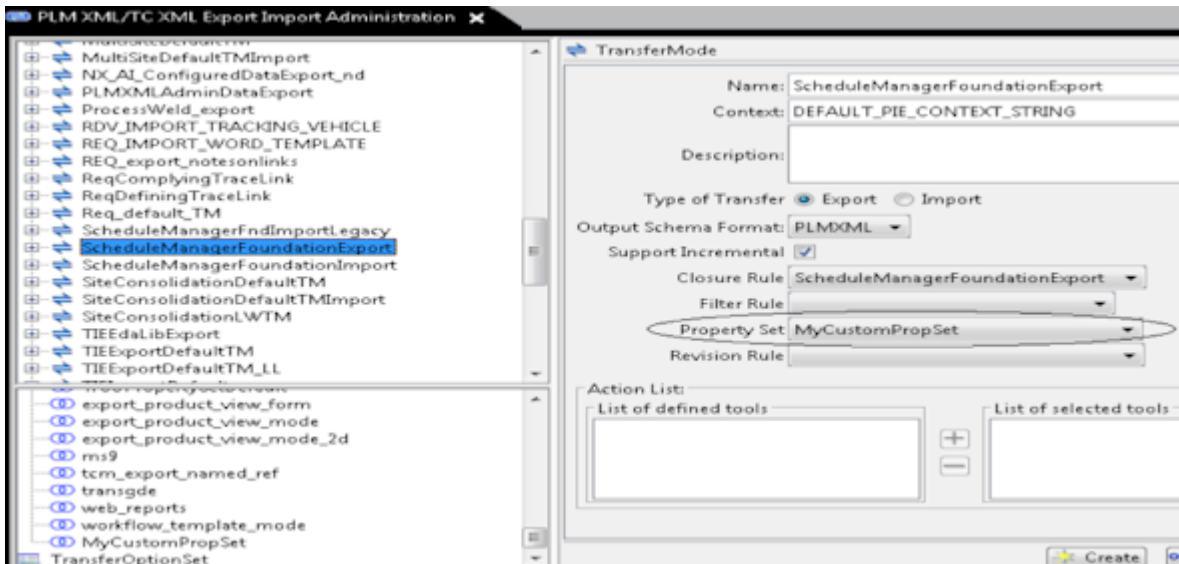 PLM XML/TC XML Export Import Administration
MultiSiteDefaultTMImport
NX_AI_ConfiguredDataExport_nd
PLMXMLAdminDataExport
ProcessWeld_export
RDV_IMPORT_TRACKING_VEHICLE
REQ_IMPORT_WORD_TEMPLATE
REQ_export_notesonlinks
ReqComplyingTraceLink
ReqDefiningTraceLink
Req_default_TM
ScheduleManagerFndImportLegacy
ScheduleManagerFoundationExport
ScheduleManagerFoundationImport
SiteConsolidationDefaultTM
SiteConsolidationDefaultTMImport
SiteConsolidationLWTM
TIEEdaLibExport
TIEExportDefaultTM
TIEExportDefaultTM_LL
export_product_view_form
export_product_view_mode
export_product_view_mode_2d
ms9
tcm_export_named_ref
transgde
web_reports
workflow_template_mode
MyCustomPropSet
TransferOptionSet
TransferMode
Name: ScheduleManagerFoundationExport
Context: DEFAULT_PIE_CONTEXT_STRING
Description:
Type of Transfer Export Import
Output Schema Format: PLMXML
Support Incremental
Closure Rule ScheduleManagerFoundationExport
Filter Rule
Property Set MyCustomPropSet
Revision Rule
Action List:
List of defined tools List of selected tools
Create